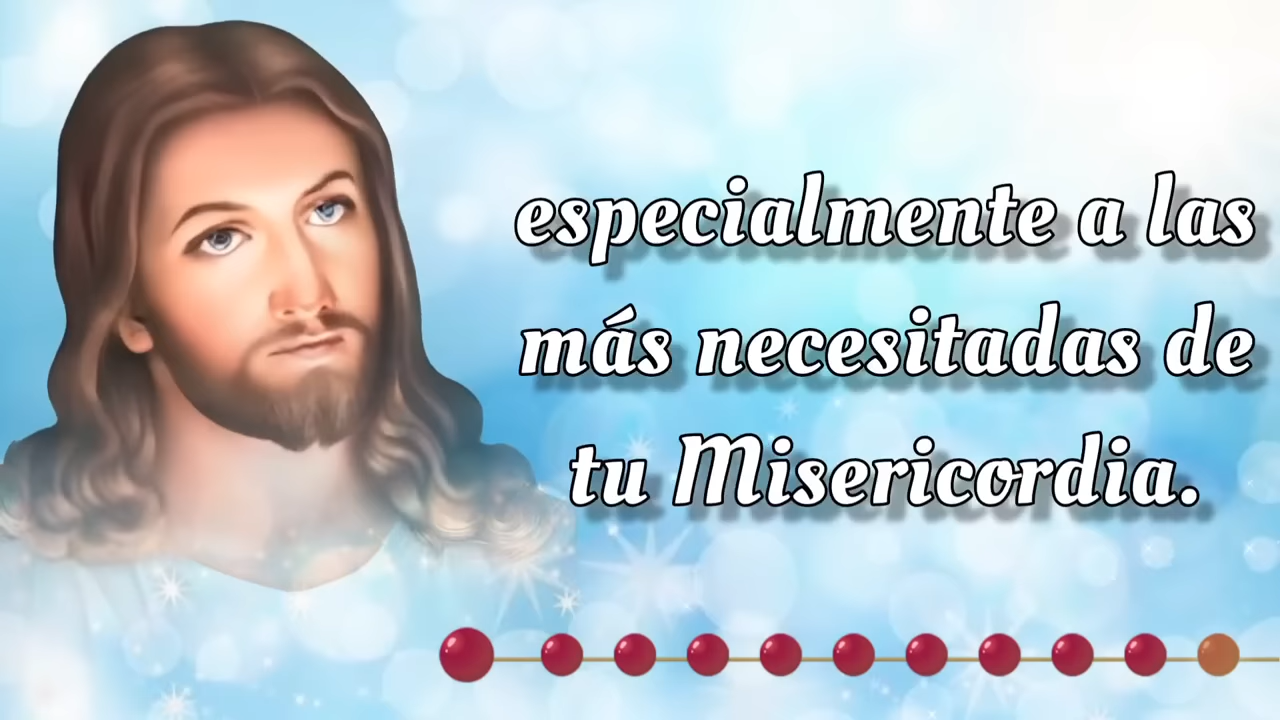 especialmente a las
más necesitadas de
tu Misericordia.